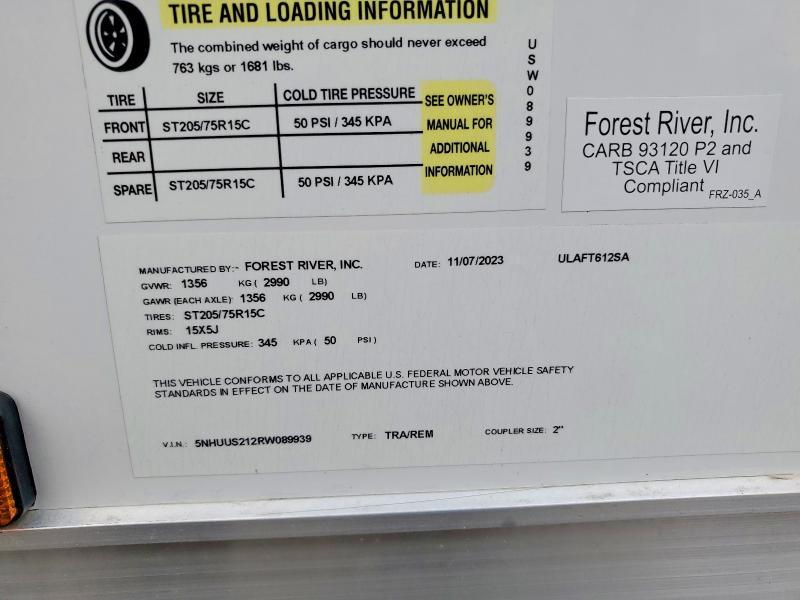 TIRE AND LOADING INFORMATION
The combined weight of cargo should never exceed
763 kgs or 1681 lbs.
TIRE SIZE COLD TIRE PRESSURE
FRONT ST205/75R15C 50 PSI / 345 KPA
REAR
SPARE ST205/75R15C 50 PSI / 345 KPA
SEE OWNER'S
MANUAL FOR
ADDITIONAL
INFORMATION
USW089939
Forest River, Inc.
CARB 93120 P2 and
TSCA Title VI
Compliant FRZ-035_A
MANUFACTURED BY:- FOREST RIVER, INC. DATE: 11/07/2023 ULAFT612SA
GVWR: 1356 KG ( 2990 LB)
GAWR (EACH AXLE): 1356 KG ( 2990 LB)
TIRES: ST205/75R15C
RIMS: 15X5J
COLD INFL. PRESSURE: 345 KPA ( 50 PSI)
THIS VEHICLE CONFORMS TO ALL APPLICABLE U.S. FEDERAL MOTOR VEHICLE SAFETY
STANDARDS IN EFFECT ON THE DATE OF MANUFACTURE SHOWN ABOVE.
V.I.N.: 5NHUUS212RW089939 TYPE: TRA/REM COUPLER SIZE: 2"